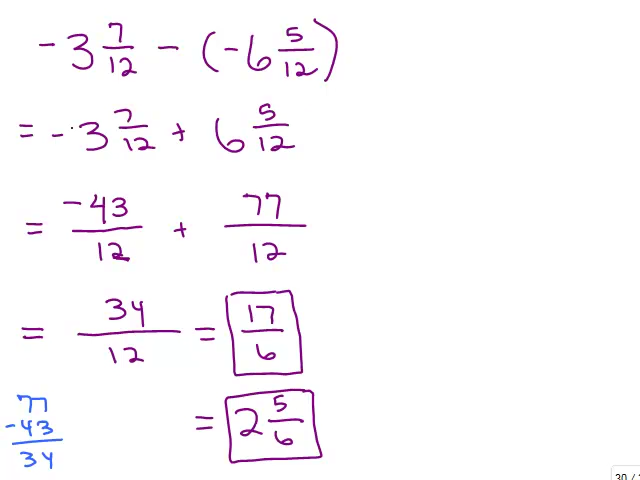 - 3 7/12 - (- 6 5/12)
= - 3 7/12 + 6 5/12
= -43/12 + 77/12
= 34/12 = 17/6
= 2 5/6
77
-43
34
30 /